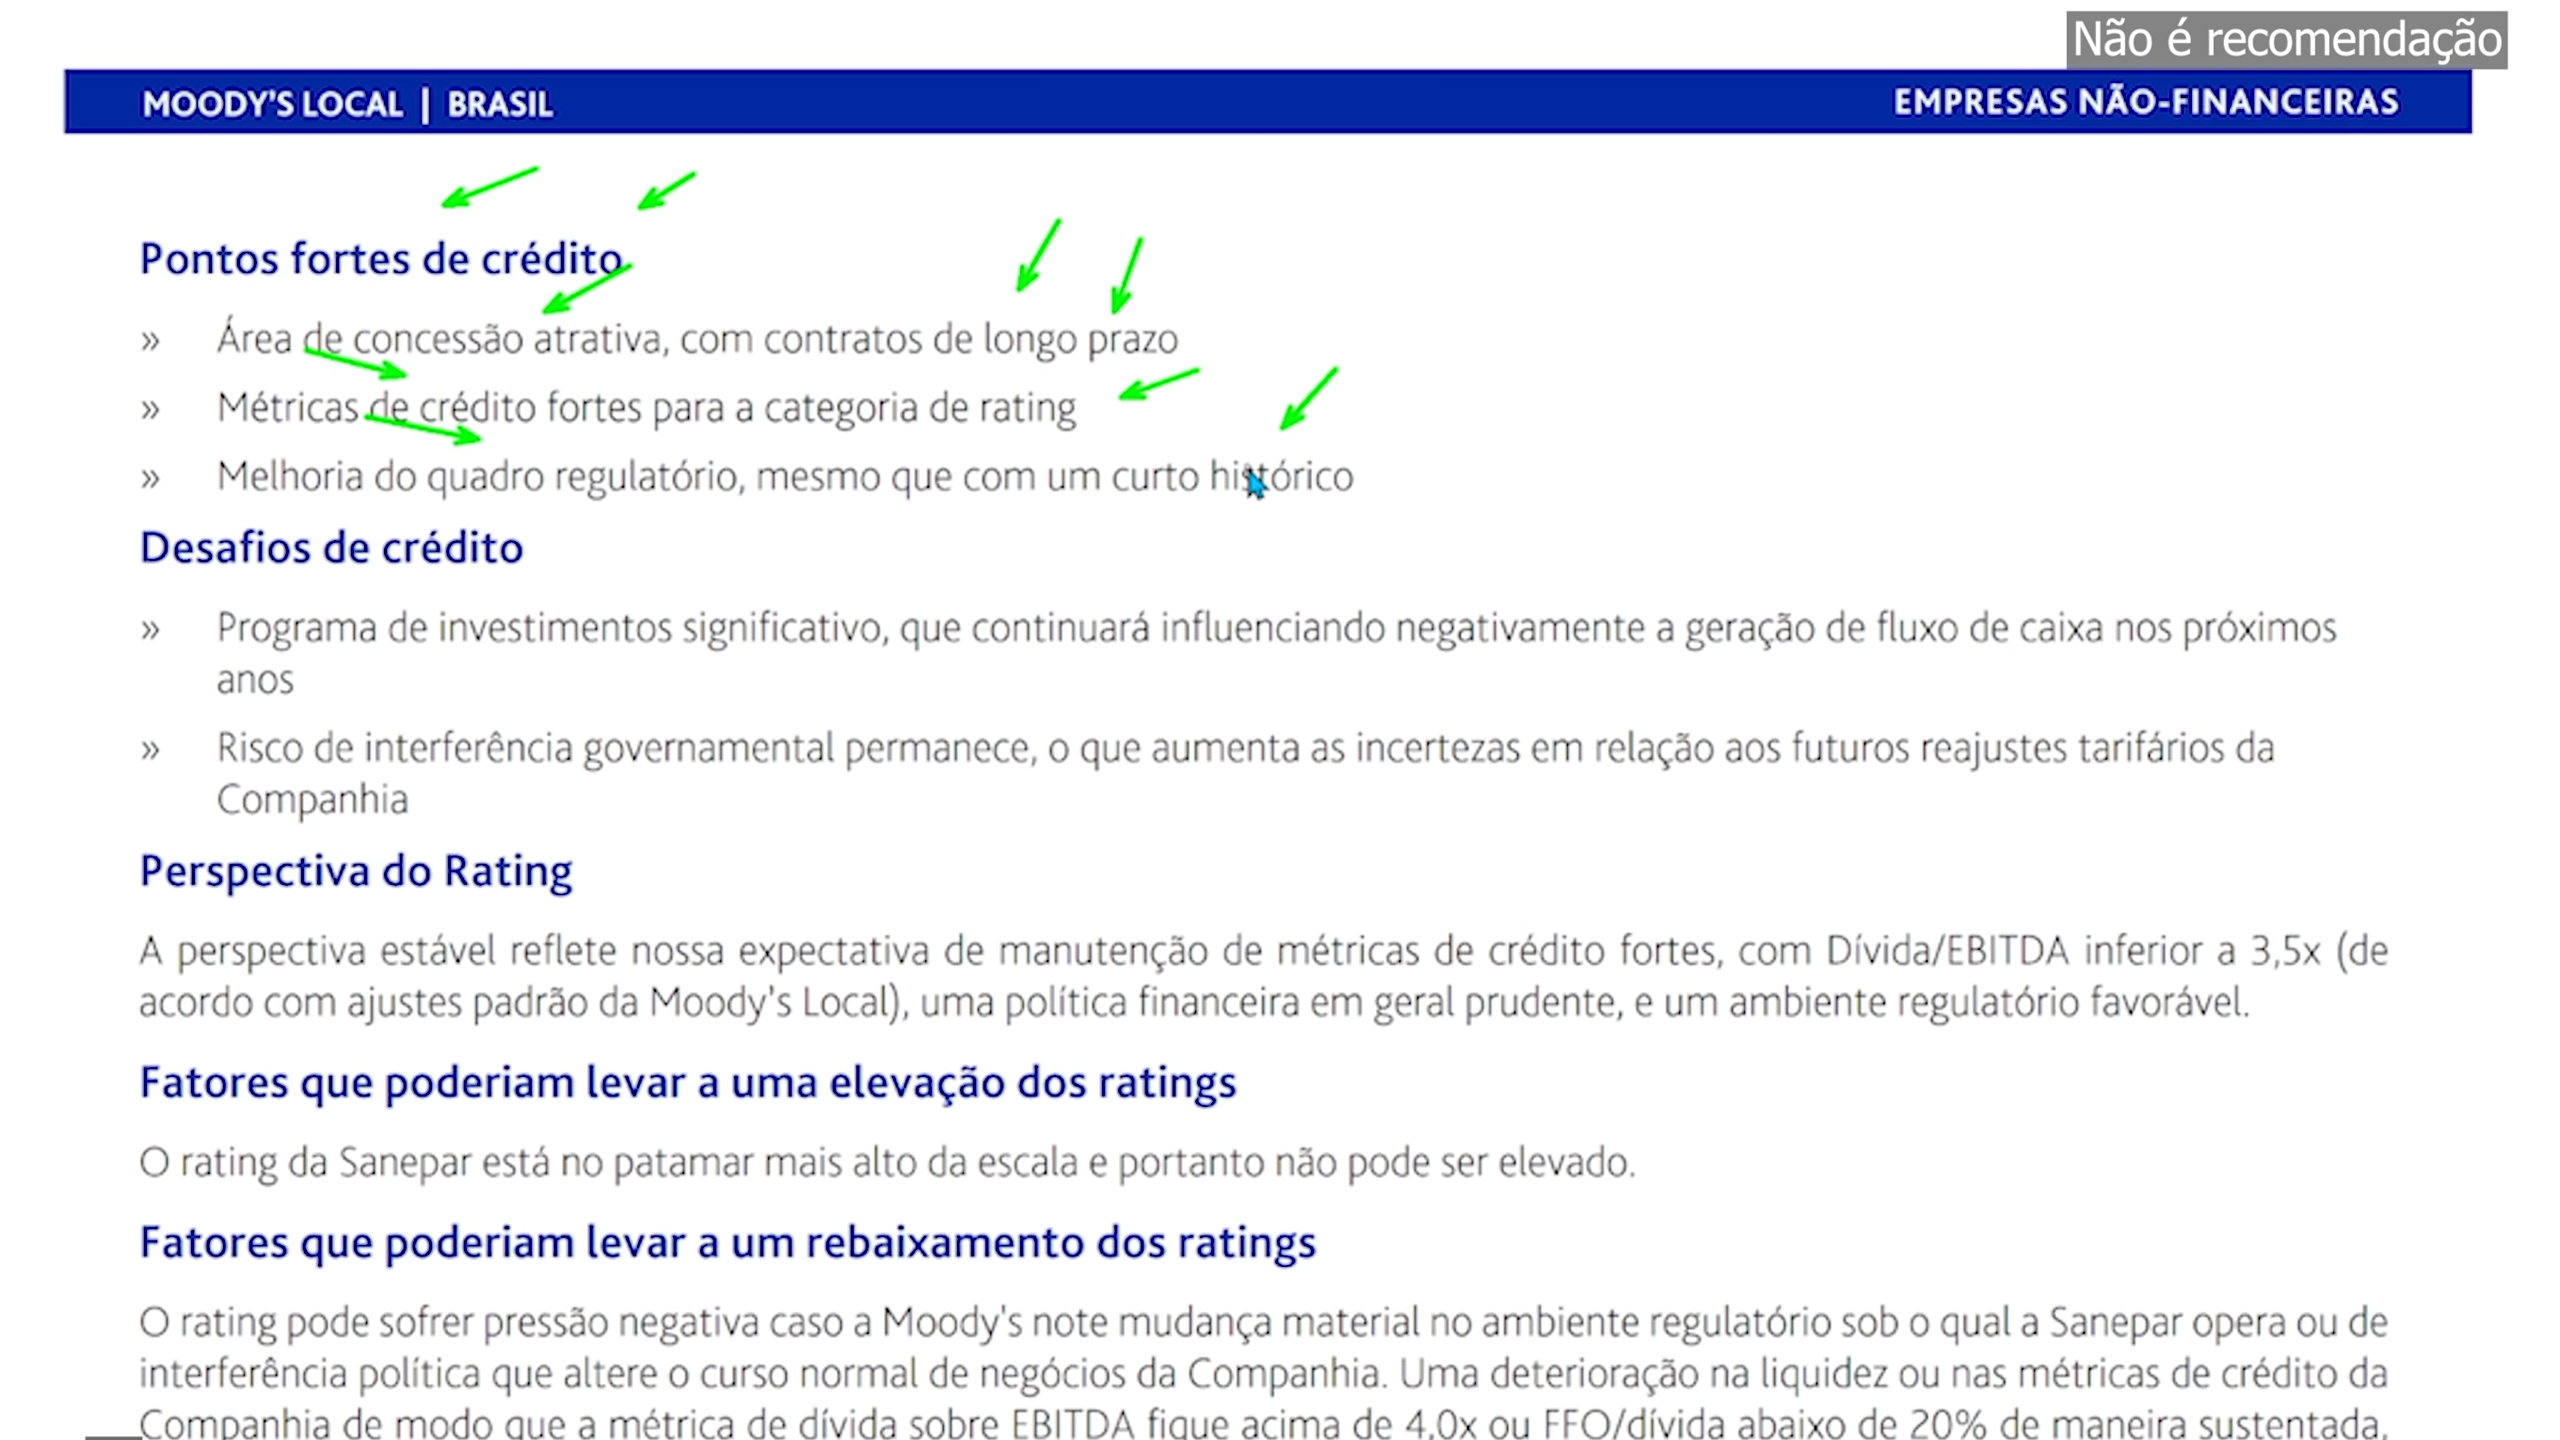 Não é recomendação
MOODY'S LOCAL | BRASIL
EMPRESAS NÃO-FINANCEIRAS
Pontos fortes de crédito
» Área de concessão atrativa, com contratos de longo prazo
» Métricas de crédito fortes para a categoria de rating
» Melhoria do quadro regulatório, mesmo que com um curto histórico
Desafios de crédito
» Programa de investimentos significativo, que continuará influenciando negativamente a geração de fluxo de caixa nos próximos
anos
» Risco de interferência governamental permanece, o que aumenta as incertezas em relação aos futuros reajustes tarifários da
Companhia
Perspectiva do Rating
A perspectiva estável reflete nossa expectativa de manutenção de métricas de crédito fortes, com Dívida/EBITDA inferior a 3,5x (de
acordo com ajustes padrão da Moody's Local), uma política financeira em geral prudente, e um ambiente regulatório favorável.
Fatores que poderiam levar a uma elevação dos ratings
O rating da Sanepar está no patamar mais alto da escala e portanto não pode ser elevado.
Fatores que poderiam levar a um rebaixamento dos ratings
O rating pode sofrer pressão negativa caso a Moody's note mudança material no ambiente regulatório sob o qual a Sanepar opera ou de
interferência política que altere o curso normal de negócios da Companhia. Uma deterioração na liquidez ou nas métricas de crédito da
Companhia de modo que a métrica de dívida sobre EBITDA fique acima de 4,0x ou FFO/dívida abaixo de 20% de maneira sustentada,